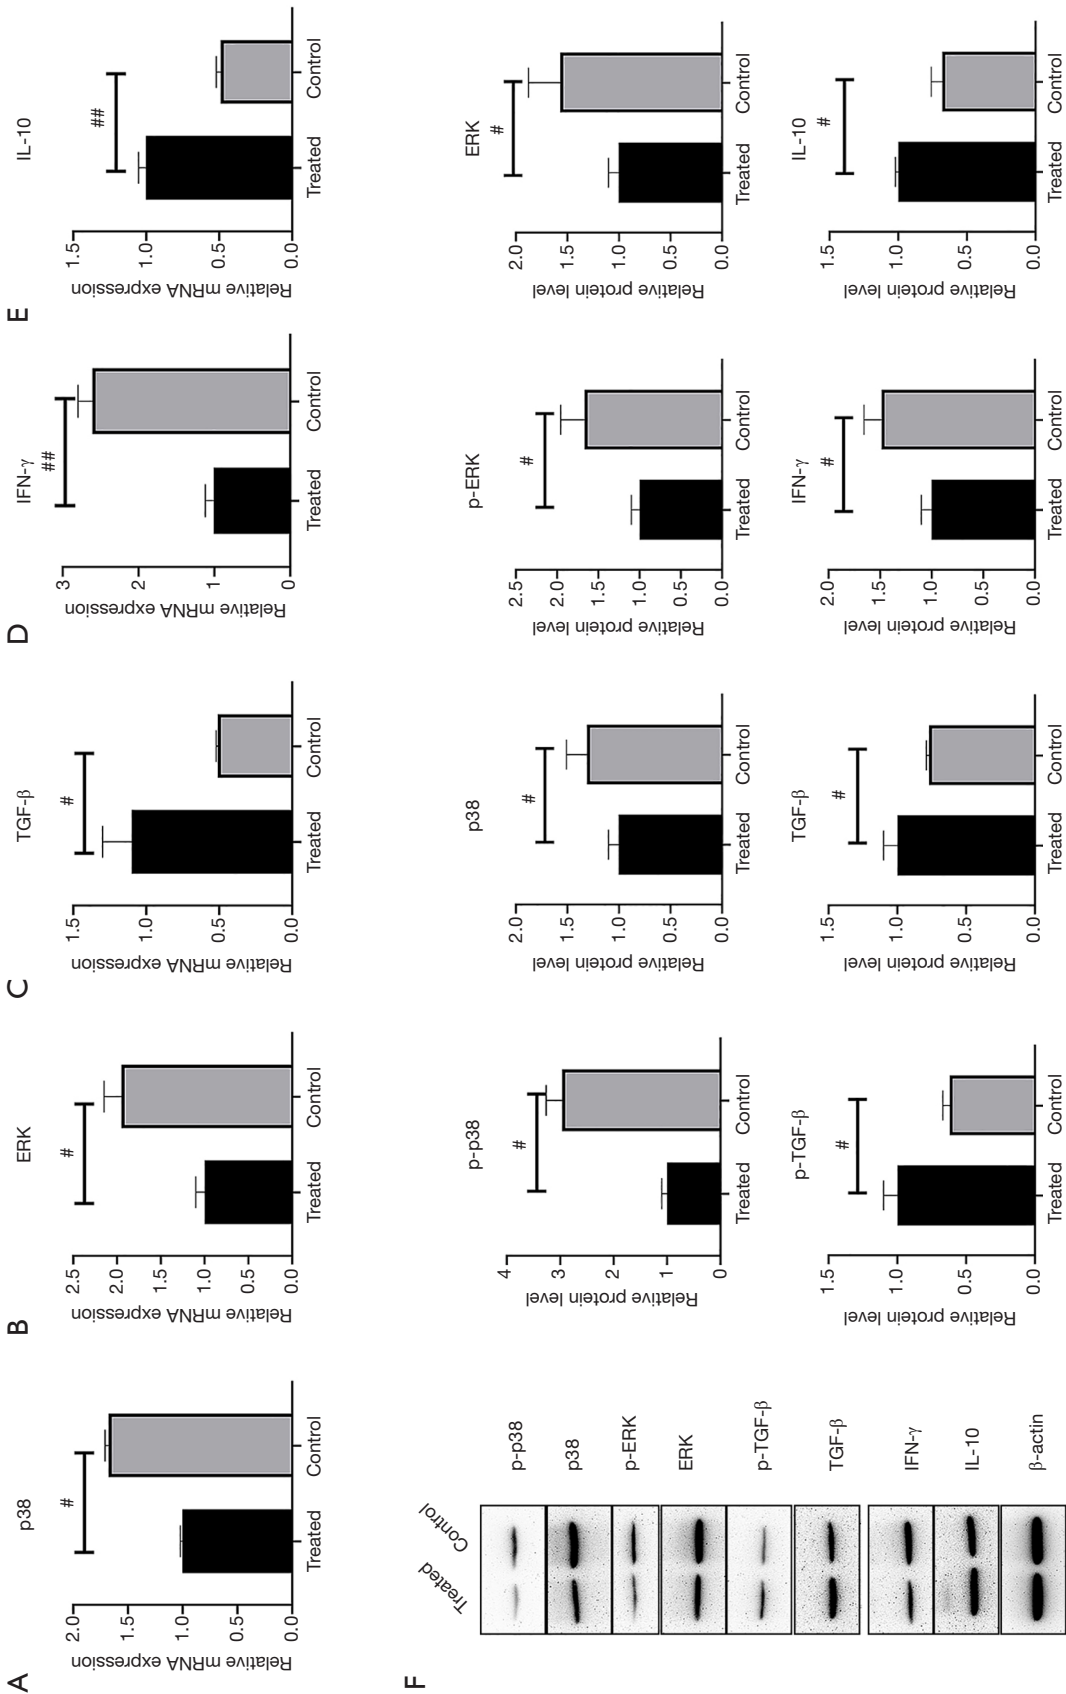 A
p38
Relative mRNA expression
2.0
1.5
1.0
0.5
0.0
#
Treated
Control
B
ERK
Relative mRNA expression
2.5
2.0
1.5
1.0
0.5
0.0
#
Treated
Control
C
TGF-β
Relative mRNA expression
1.5
1.0
0.5
0.0
#
Treated
Control
D
IFN-γ
Relative mRNA expression
3
2
1
0
##
Treated
Control
E
IL-10
Relative mRNA expression
1.5
1.0
0.5
0.0
##
Treated
Control
F
Treated
Control
p-p38
p38
p-ERK
ERK
p-TGF-β
TGF-β
IFN-γ
IL-10
β-actin
p-p38
Relative protein level
4
3
2
1
0
#
Treated
Control
p38
Relative protein level
2.0
1.5
1.0
0.5
0.0
#
Treated
Control
p-ERK
Relative protein level
2.5
2.0
1.5
1.0
0.5
0.0
#
Treated
Control
ERK
Relative protein level
2.0
1.5
1.0
0.5
0.0
#
Treated
Control
p-TGF-β
Relative protein level
1.5
1.0
0.5
0.0
#
Treated
Control
TGF-β
Relative protein level
1.5
1.0
0.5
0.0
#
Treated
Control
IFN-γ
Relative protein level
2.0
1.5
1.0
0.5
0.0
#
Treated
Control
IL-10
Relative protein level
1.5
1.0
0.5
0.0
#
Treated
Control